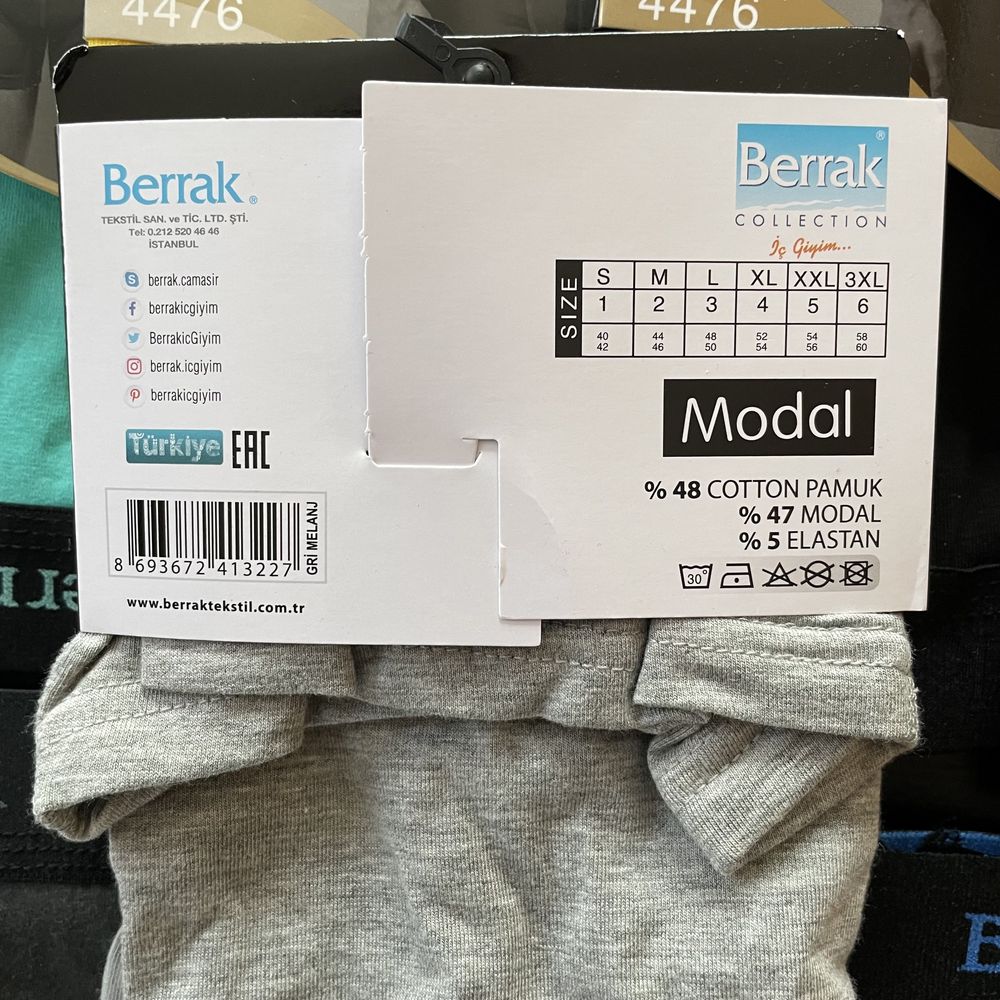 4476
4476
Berrak ®
TEKSTİL SAN. ve TİC. LTD. ŞTİ.
Tel: 0.212 520 46 46
İSTANBUL
berrak.camasir
berrakicgiyim
BerrakicGiyim
berrak.icgiyim
berrakicgiyim
Türkiye EAC
8 693672 413227
GRİ MELANJ
www.berraktekstil.com.tr
Berrak ®
COLLECTION
İç Giyim...
SIZE
S M L XL XXL 3XL
1 2 3 4 5 6
40 44 48 52 54 58
42 46 50 54 56 60
Modal
% 48 COTTON PAMUK
% 47 MODAL
% 5 ELASTAN
30°